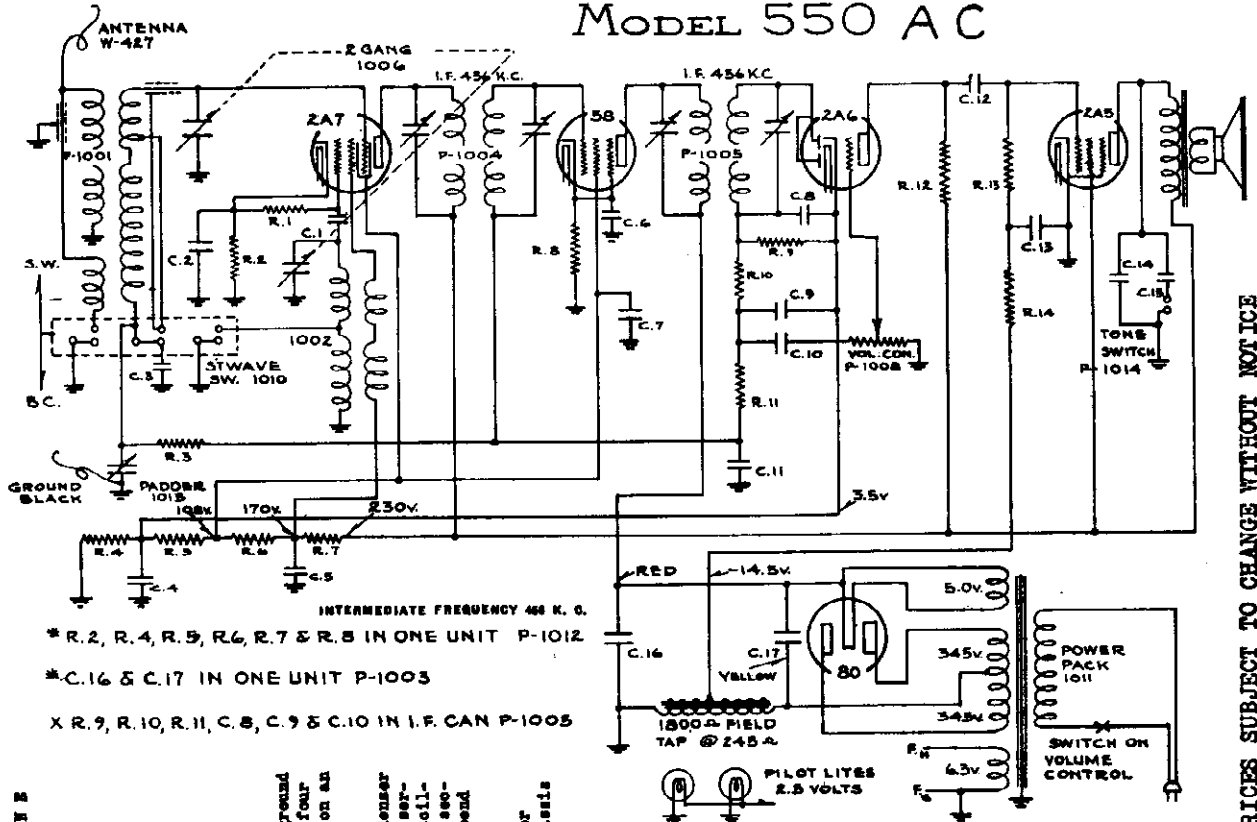 MODEL 550 AC
ANTENNA
W-427
2 GANG
1006
I.F. 456 K.C.
I.F. 456 K.C
2A7
58
2A6
2A5
C.12
P-1001
P-1004
P-1005
R.12
R.13
R.1
C.1
C.6
C.8
C.13
C.2
R.2
R.8
R.9
C.14
C.15
S.W.
R.10
C.9
C.7
R.14
1002
C.10
VOL. CON.
P-1008
TONE
SWITCH
P-1014
C.3
STWAVE
SW. 1010
B.C.
R.11
R.3
C.11
GROUND
BLACK
PADDER
170V.
230V.
3.5V
R.4
R.6
R.7
C.4
C.5
RED
-14.5V.
5.0V.
INTERMEDIATE FREQUENCY 456 K. C.
* R.2, R.4, R.5, R.6, R.7 & R.8 IN ONE UNIT P-1012
C.16
C.17
YELLOW
80
345V.
345V.
POWER
PACK
1011
* C.16 & C.17 IN ONE UNIT P-1003
X R.9, R.10, R.11, C.8, C.9 & C.10 IN I.F. CAN P-1005
1800 Ω FIELD
TAP @ 245 Ω
SWITCH ON
VOLUME
CONTROL
6.3V.
PILOT LITES
2.5 VOLTS
PRICES SUBJECT TO CHANGE WITHOUT NOTICE
ground
four
on an